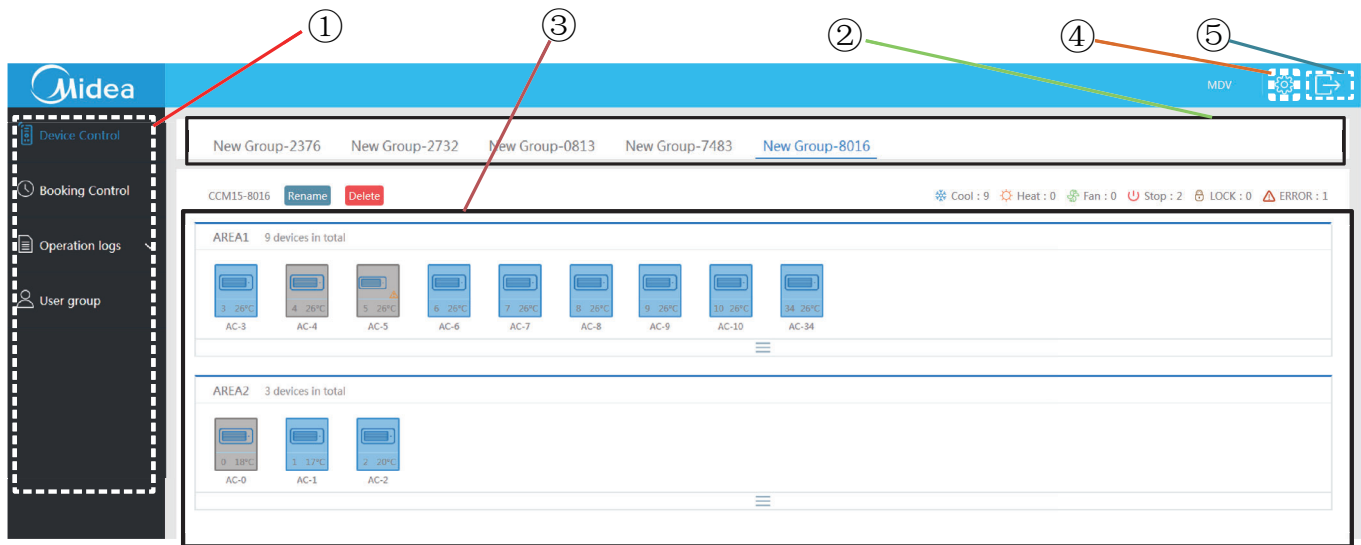 ① ③ ② ④ ⑤
Midea
MDV
Device Control
New Group-2376 New Group-2732 New Group-0813 New Group-7483 New Group-8016
Booking Control
CCM15-8016 Rename Delete Cool : 9 Heat : 0 Fan : 0 Stop : 2 LOCK : 0 ERROR : 1
Operation logs
AREA1 9 devices in total
User group
3 26°C 4 26°C 5 26°C 6 26°C 7 26°C 8 26°C 9 26°C 10 26°C 34 26°C
AC-3 AC-4 AC-5 AC-6 AC-7 AC-8 AC-9 AC-10 AC-34
AREA2 3 devices in total
0 18°C 1 17°C 2 20°C
AC-0 AC-1 AC-2